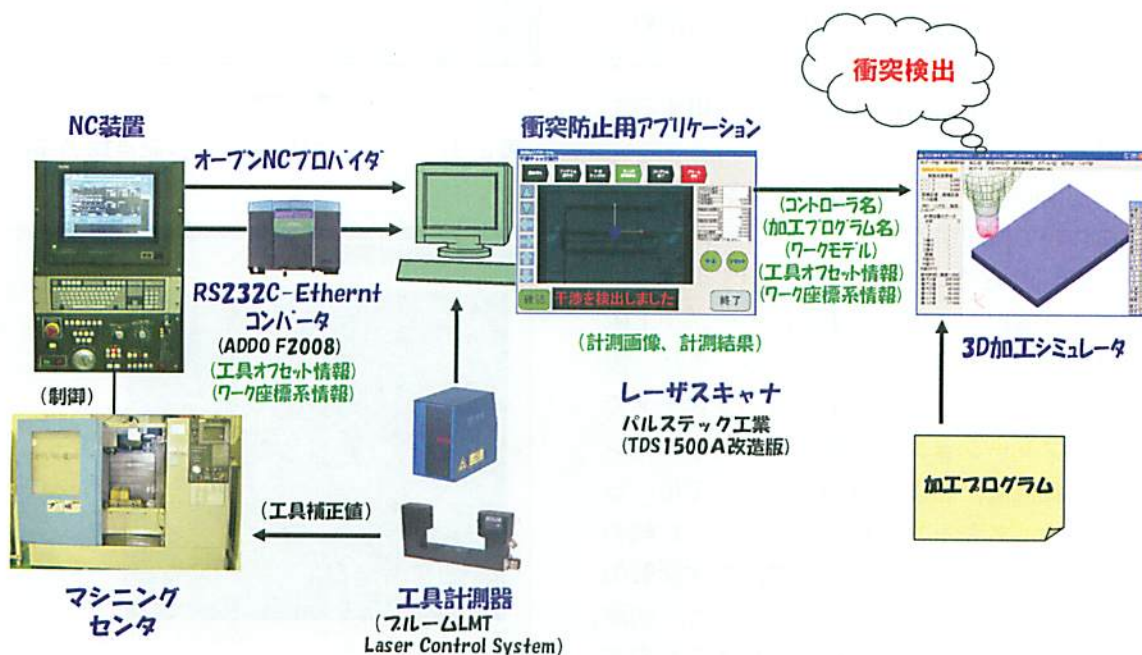 衝突検出
NC装置
オープンNCプロバイダ
衝突防止用アプリケーション
RS232C-Ethernt
コンバータ
(ADDO F2008)
(工具オフセット情報)
(ワーク座標系情報)
(制御)
確認
干渉を検出しました
終了
(計測画像、計測結果)
(コントローラ名)
(加工プログラム名)
(ワークモデル)
(工具オフセット情報)
(ワーク座標系情報)
3D加工シミュレータ
レーザスキャナ
パルステック工業
(TDS1500A改造版)
加工プログラム
(工具補正値)
マシニング
センタ
工具計測器
(ブルームLMT
Laser Control System)